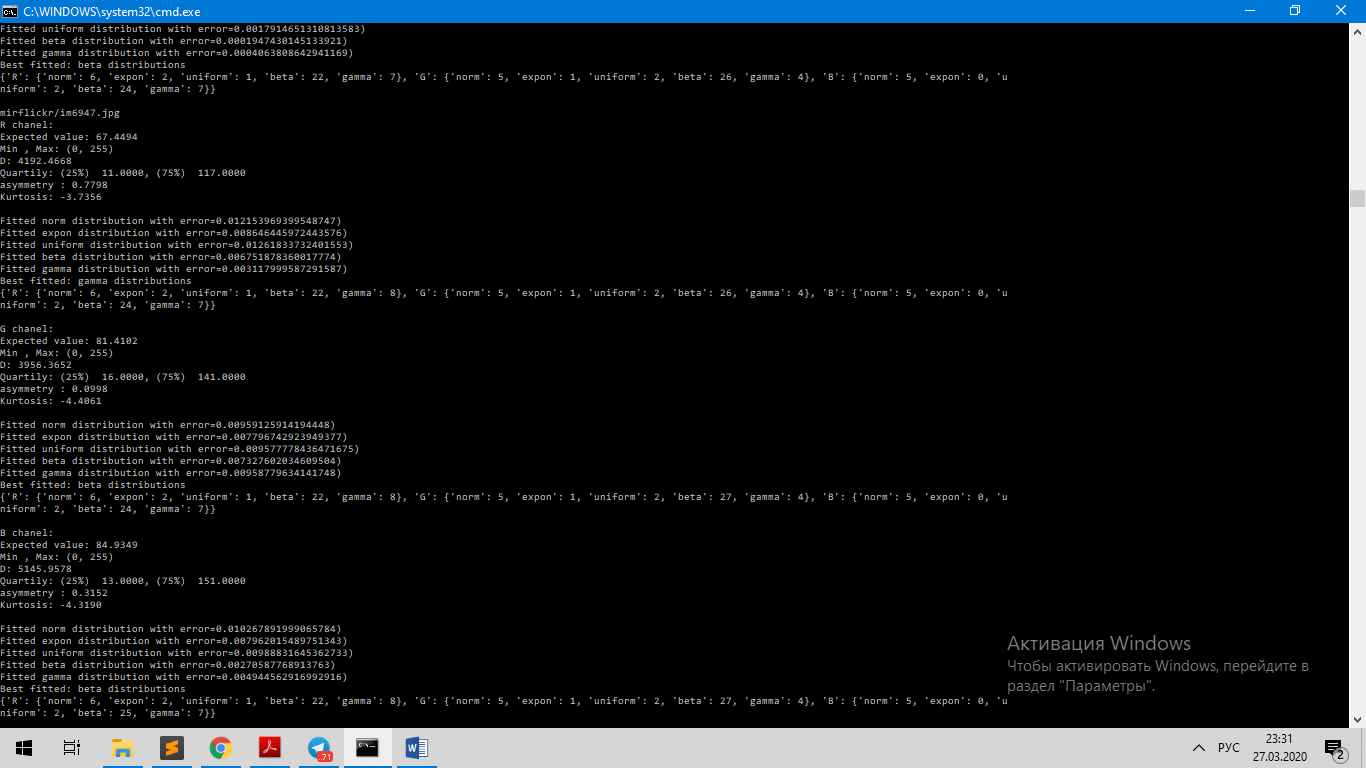 C:\WINDOWS\system32\cmd.exe
Fitted uniform distribution with error=0.0017914651310813583)
Fitted beta distribution with error=0.0001947430145133921)
Fitted gamma distribution with error=0.0004063808642941169)
Best fitted: beta distributions
{'R': {'norm': 6, 'expon': 2, 'uniform': 1, 'beta': 22, 'gamma': 7}, 'G': {'norm': 5, 'expon': 1, 'uniform': 2, 'beta': 26, 'gamma': 4}, 'B': {'norm': 5, 'expon': 0, 'u
niform': 2, 'beta': 24, 'gamma': 7}}
mirflickr/im6947.jpg
R chanel:
Expected value: 67.4494
Min , Max: (0, 255)
D: 4192.4668
Quartily: (25%)  11.0000, (75%)  117.0000
asymmetry : 0.7798
Kurtosis: -3.7356
Fitted norm distribution with error=0.012153969399548747)
Fitted expon distribution with error=0.008646445972443576)
Fitted uniform distribution with error=0.01261833732401553)
Fitted beta distribution with error=0.006751878360017774)
Fitted gamma distribution with error=0.003117999587291587)
Best fitted: gamma distributions
{'R': {'norm': 6, 'expon': 2, 'uniform': 1, 'beta': 22, 'gamma': 8}, 'G': {'norm': 5, 'expon': 1, 'uniform': 2, 'beta': 26, 'gamma': 4}, 'B': {'norm': 5, 'expon': 0, 'u
niform': 2, 'beta': 24, 'gamma': 7}}
G chanel:
Expected value: 81.4102
Min , Max: (0, 255)
D: 3956.3652
Quartily: (25%)  16.0000, (75%)  141.0000
asymmetry : 0.0998
Kurtosis: -4.4061
Fitted norm distribution with error=0.00959125914194448)
Fitted expon distribution with error=0.007796742923949377)
Fitted uniform distribution with error=0.009577778436471675)
Fitted beta distribution with error=0.007327602034609504)
Fitted gamma distribution with error=0.00958779634141748)
Best fitted: beta distributions
{'R': {'norm': 6, 'expon': 2, 'uniform': 1, 'beta': 22, 'gamma': 8}, 'G': {'norm': 5, 'expon': 1, 'uniform': 2, 'beta': 27, 'gamma': 4}, 'B': {'norm': 5, 'expon': 0, 'u
niform': 2, 'beta': 24, 'gamma': 7}}
B chanel:
Expected value: 84.9349
Min , Max: (0, 255)
D: 5145.9578
Quartily: (25%)  13.0000, (75%)  151.0000
asymmetry : 0.3152
Kurtosis: -4.3190
Fitted norm distribution with error=0.010267891999065784)
Fitted expon distribution with error=0.007962015489751343)
Fitted uniform distribution with error=0.00988831645362733)
Fitted beta distribution with error=0.00270587768913763)
Fitted gamma distribution with error=0.004944562916992916)
Best fitted: beta distributions
{'R': {'norm': 6, 'expon': 2, 'uniform': 1, 'beta': 22, 'gamma': 8}, 'G': {'norm': 5, 'expon': 1, 'uniform': 2, 'beta': 27, 'gamma': 4}, 'B': {'norm': 5, 'expon': 0, 'u
niform': 2, 'beta': 25, 'gamma': 7}}
Активация Windows
Чтобы активировать Windows, перейдите в
раздел "Параметры".
71
РУС
23:31
27.03.2020
2